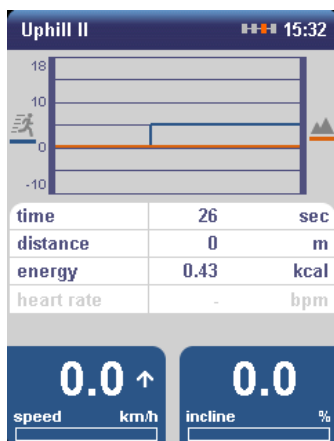 Uphill II 15:32
18
10
0
-10
time 26 sec
distance 0 m
energy 0.43 kcal
heart rate - bpm
0.0 0.0
speed km/h incline %